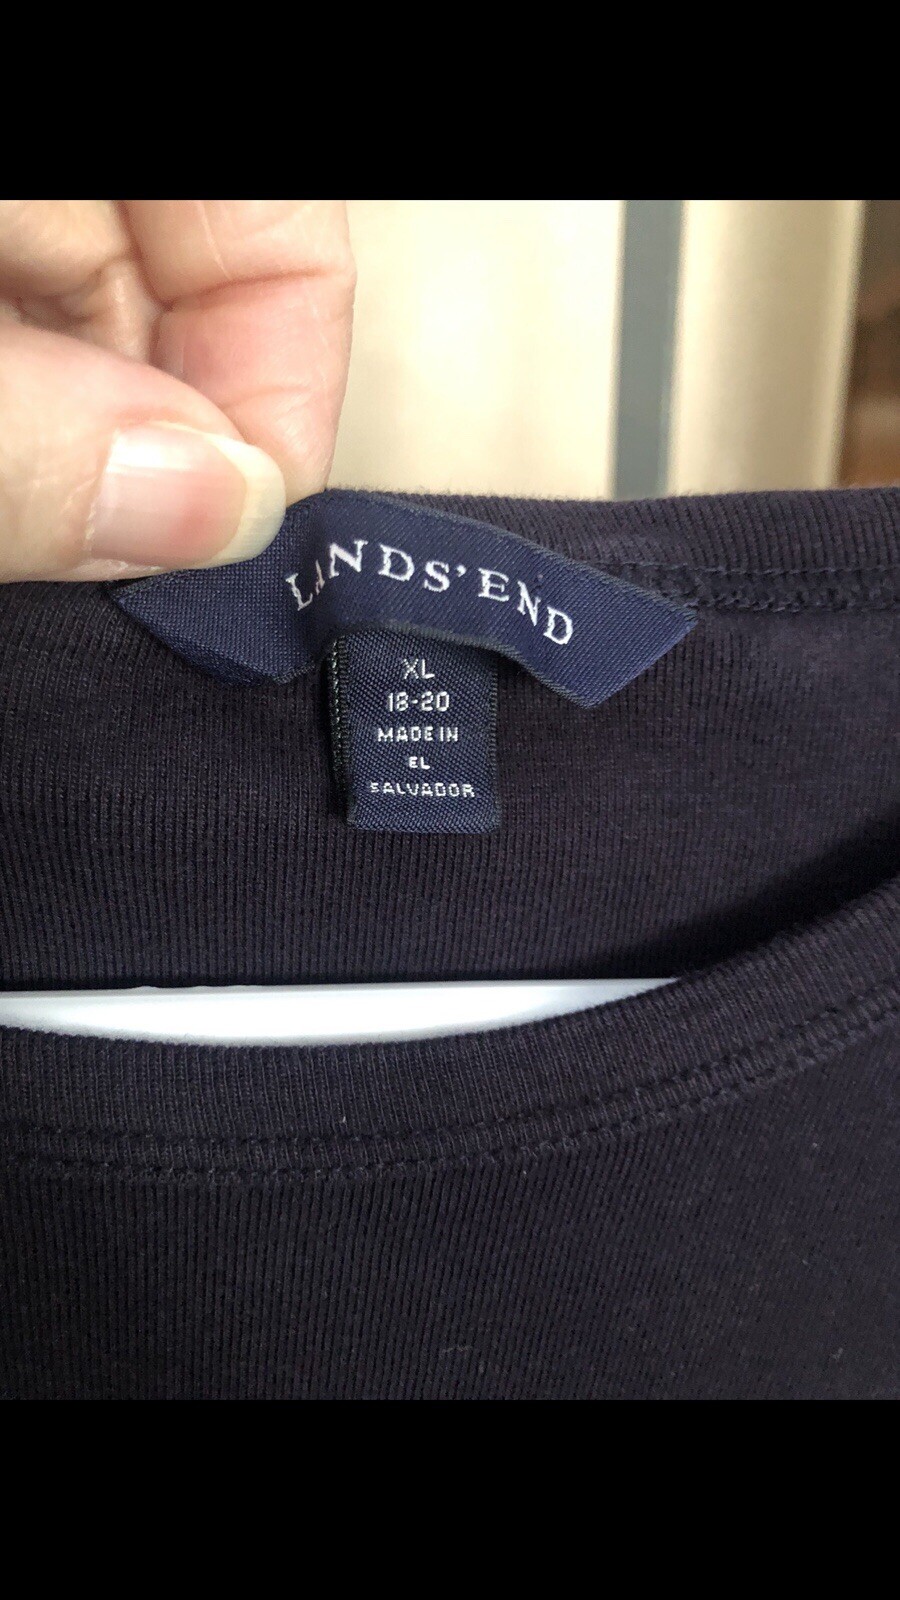 LANDS' END
XL
18-20
MADE IN
EL
SALVADOR